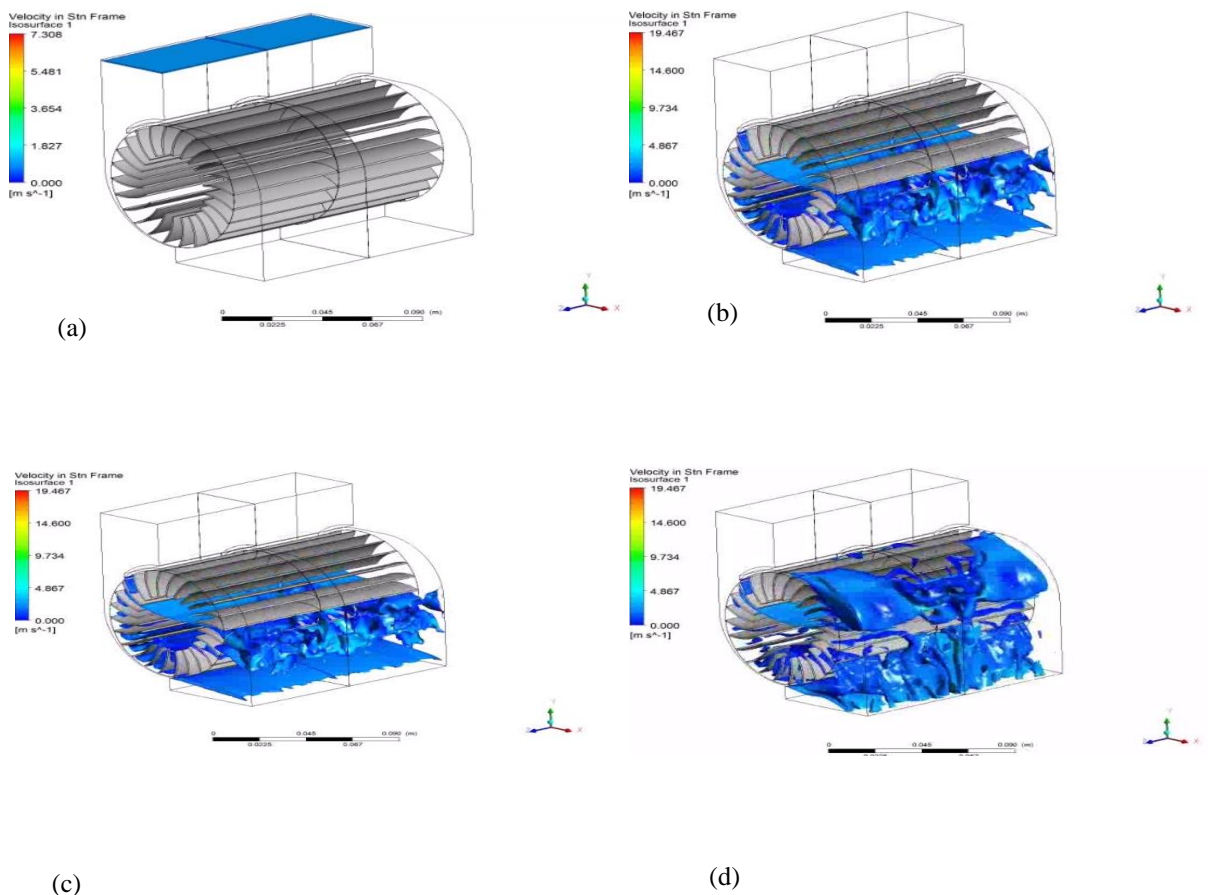 Velocity in Stn Frame
Isosurface 1
7.308
5.481
3.654
1.827
0.000
[m s^-1]
Y
Z
X
0 0.045 0.090 (m)
0.0225 0.067
(a)
Velocity in Stn Frame
Isosurface 1
19.467
14.600
9.734
4.867
0.000
[m s^-1]
Y
Z
X
0 0.045 0.090 (m)
0.0225 0.067
(b)
Velocity in Stn Frame
Isosurface 1
19.467
14.600
9.734
4.867
0.000
[m s^-1]
Y
Z
X
0 0.045 0.090 (m)
0.0225 0.067
(c)
Velocity in Stn Frame
Isosurface 1
19.467
14.600
9.734
4.867
0.000
[m s^-1]
Y
Z
X
0 0.045 0.090 (m)
0.067
(d)